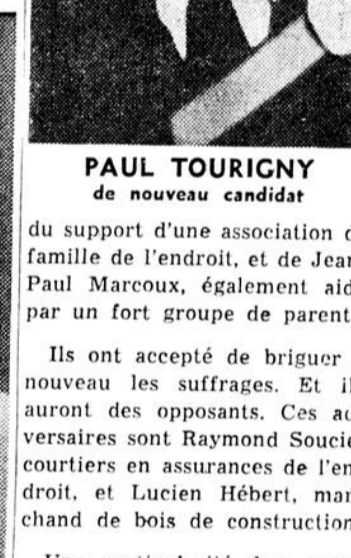 PAUL TOURIGNY
de nouveau candidat
du support d'une association d
famille de l'endroit, et de Jean
Paul Marcoux, également aid
par un fort groupe de parent
Ils ont accepté de briguer
nouveau les suffrages. Et il
auront des opposants. Ces ad
versaires sont Raymond Soucie
courtiers en assurances de l'en
droit, et Lucien Hébert, mar
chand de bois de construction